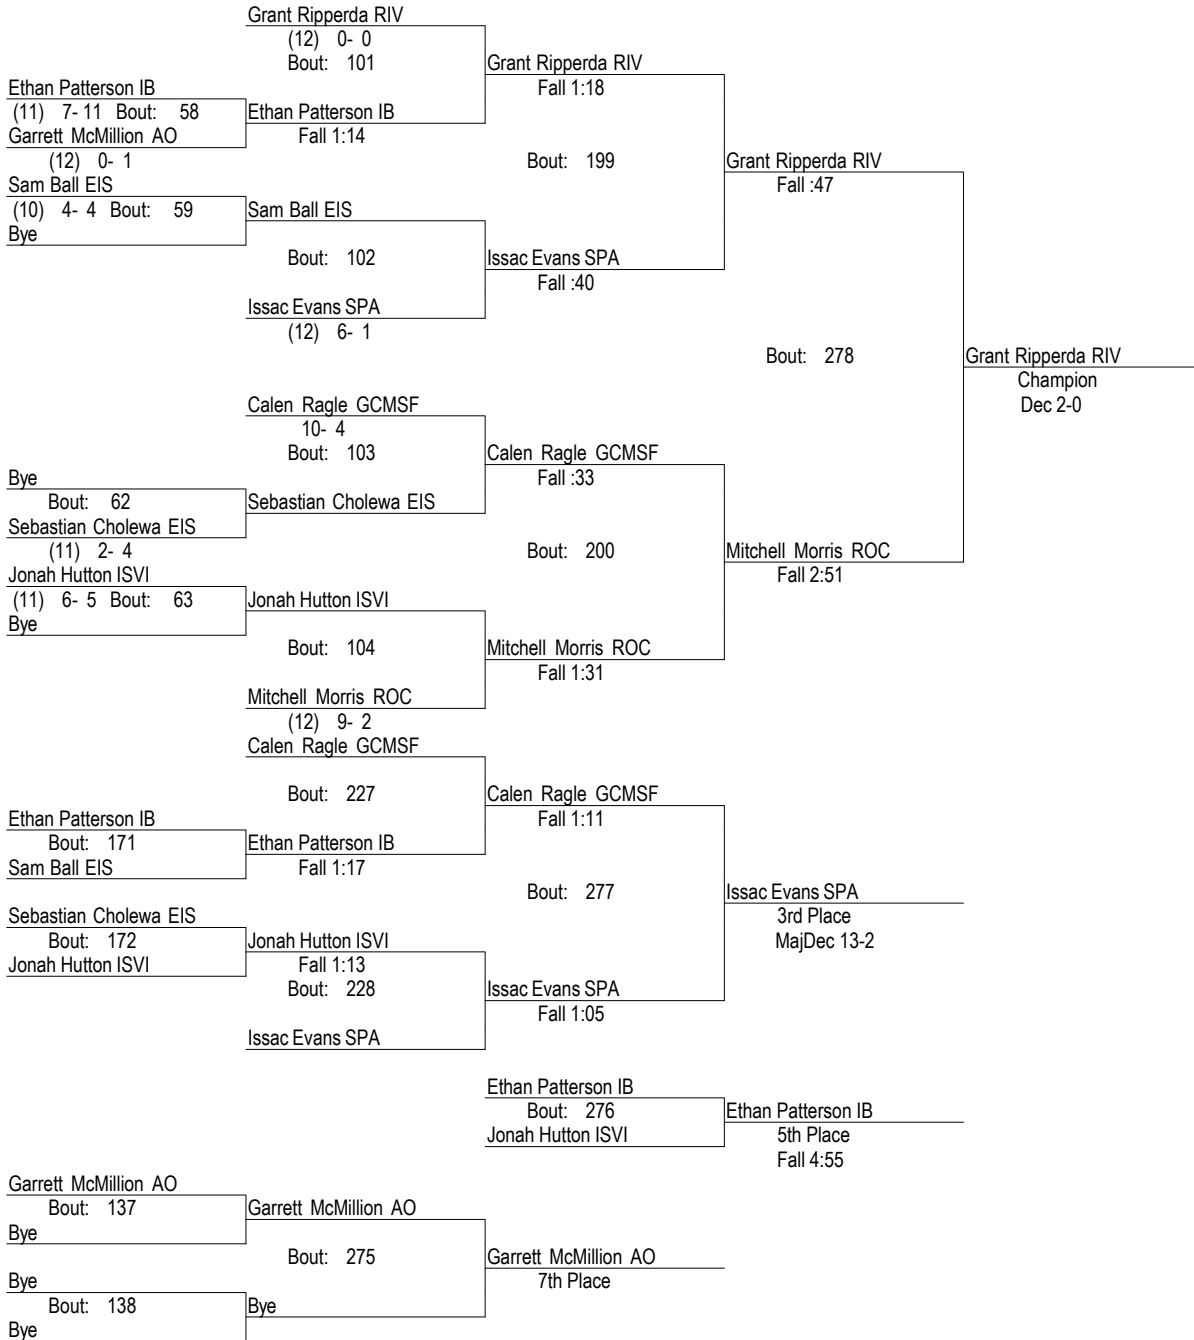 Grant Ripperda RIV
(12) 0- 0
Bout: 101
Grant Ripperda RIV
Fall 1:18
Ethan Patterson IB
(11) 7- 11 Bout: 58
Ethan Patterson IB
Garrett McMillion AO
Fall 1:14
(12) 0- 1
Bout: 199
Grant Ripperda RIV
Fall :47
Sam Ball EIS
(10) 4- 4 Bout: 59
Sam Ball EIS
Bye
Bout: 102
Issac Evans SPA
Fall :40
Issac Evans SPA
(12) 6- 1
Bout: 278
Grant Ripperda RIV
Champion
Dec 2-0
Calen Ragle GCMSF
10- 4
Bout: 103
Calen Ragle GCMSF
Fall :33
Bye
Bout: 62
Sebastian Cholewa EIS
Sebastian Cholewa EIS
(11) 2- 4
Bout: 200
Mitchell Morris ROC
Fall 2:51
Jonah Hutton ISVI
(11) 6- 5 Bout: 63
Jonah Hutton ISVI
Bye
Bout: 104
Mitchell Morris ROC
Fall 1:31
Mitchell Morris ROC
(12) 9- 2
Calen Ragle GCMSF
Bout: 227
Calen Ragle GCMSF
Fall 1:11
Ethan Patterson IB
Bout: 171
Ethan Patterson IB
Sam Ball EIS
Fall 1:17
Bout: 277
Issac Evans SPA
3rd Place
MajDec 13-2
Sebastian Cholewa EIS
Bout: 172
Jonah Hutton ISVI
Jonah Hutton ISVI
Fall 1:13
Bout: 228
Issac Evans SPA
Fall 1:05
Issac Evans SPA
Ethan Patterson IB
Bout: 276
Ethan Patterson IB
Jonah Hutton ISVI
5th Place
Fall 4:55
Garrett McMillion AO
Bout: 137
Garrett McMillion AO
Bye
Bout: 275
Garrett McMillion AO
7th Place
Bye
Bout: 138
Bye
Bye